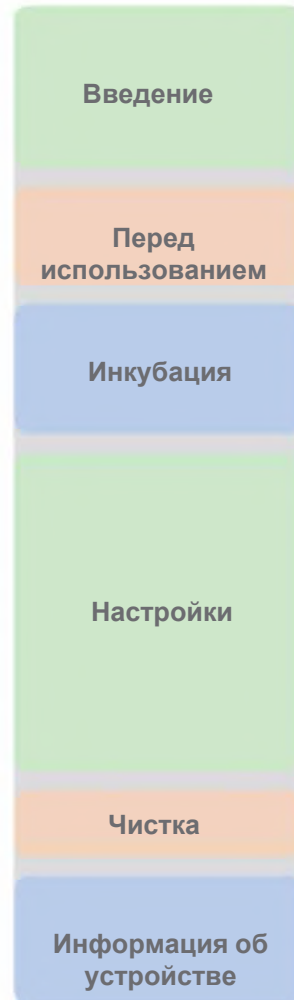 Введение
Перед
использованием
Инкубация
Настройки
Чистка
Информация об
устройстве